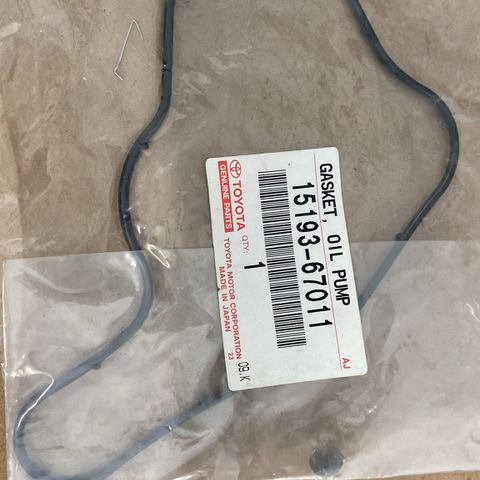 GASKET, OIL PUMP
15193-67011
AJ
TOYOTA
GENUINE PARTS
QTY:
1
TOYOTA MOTOR CORPORATION
MADE IN JAPAN
23
09.K